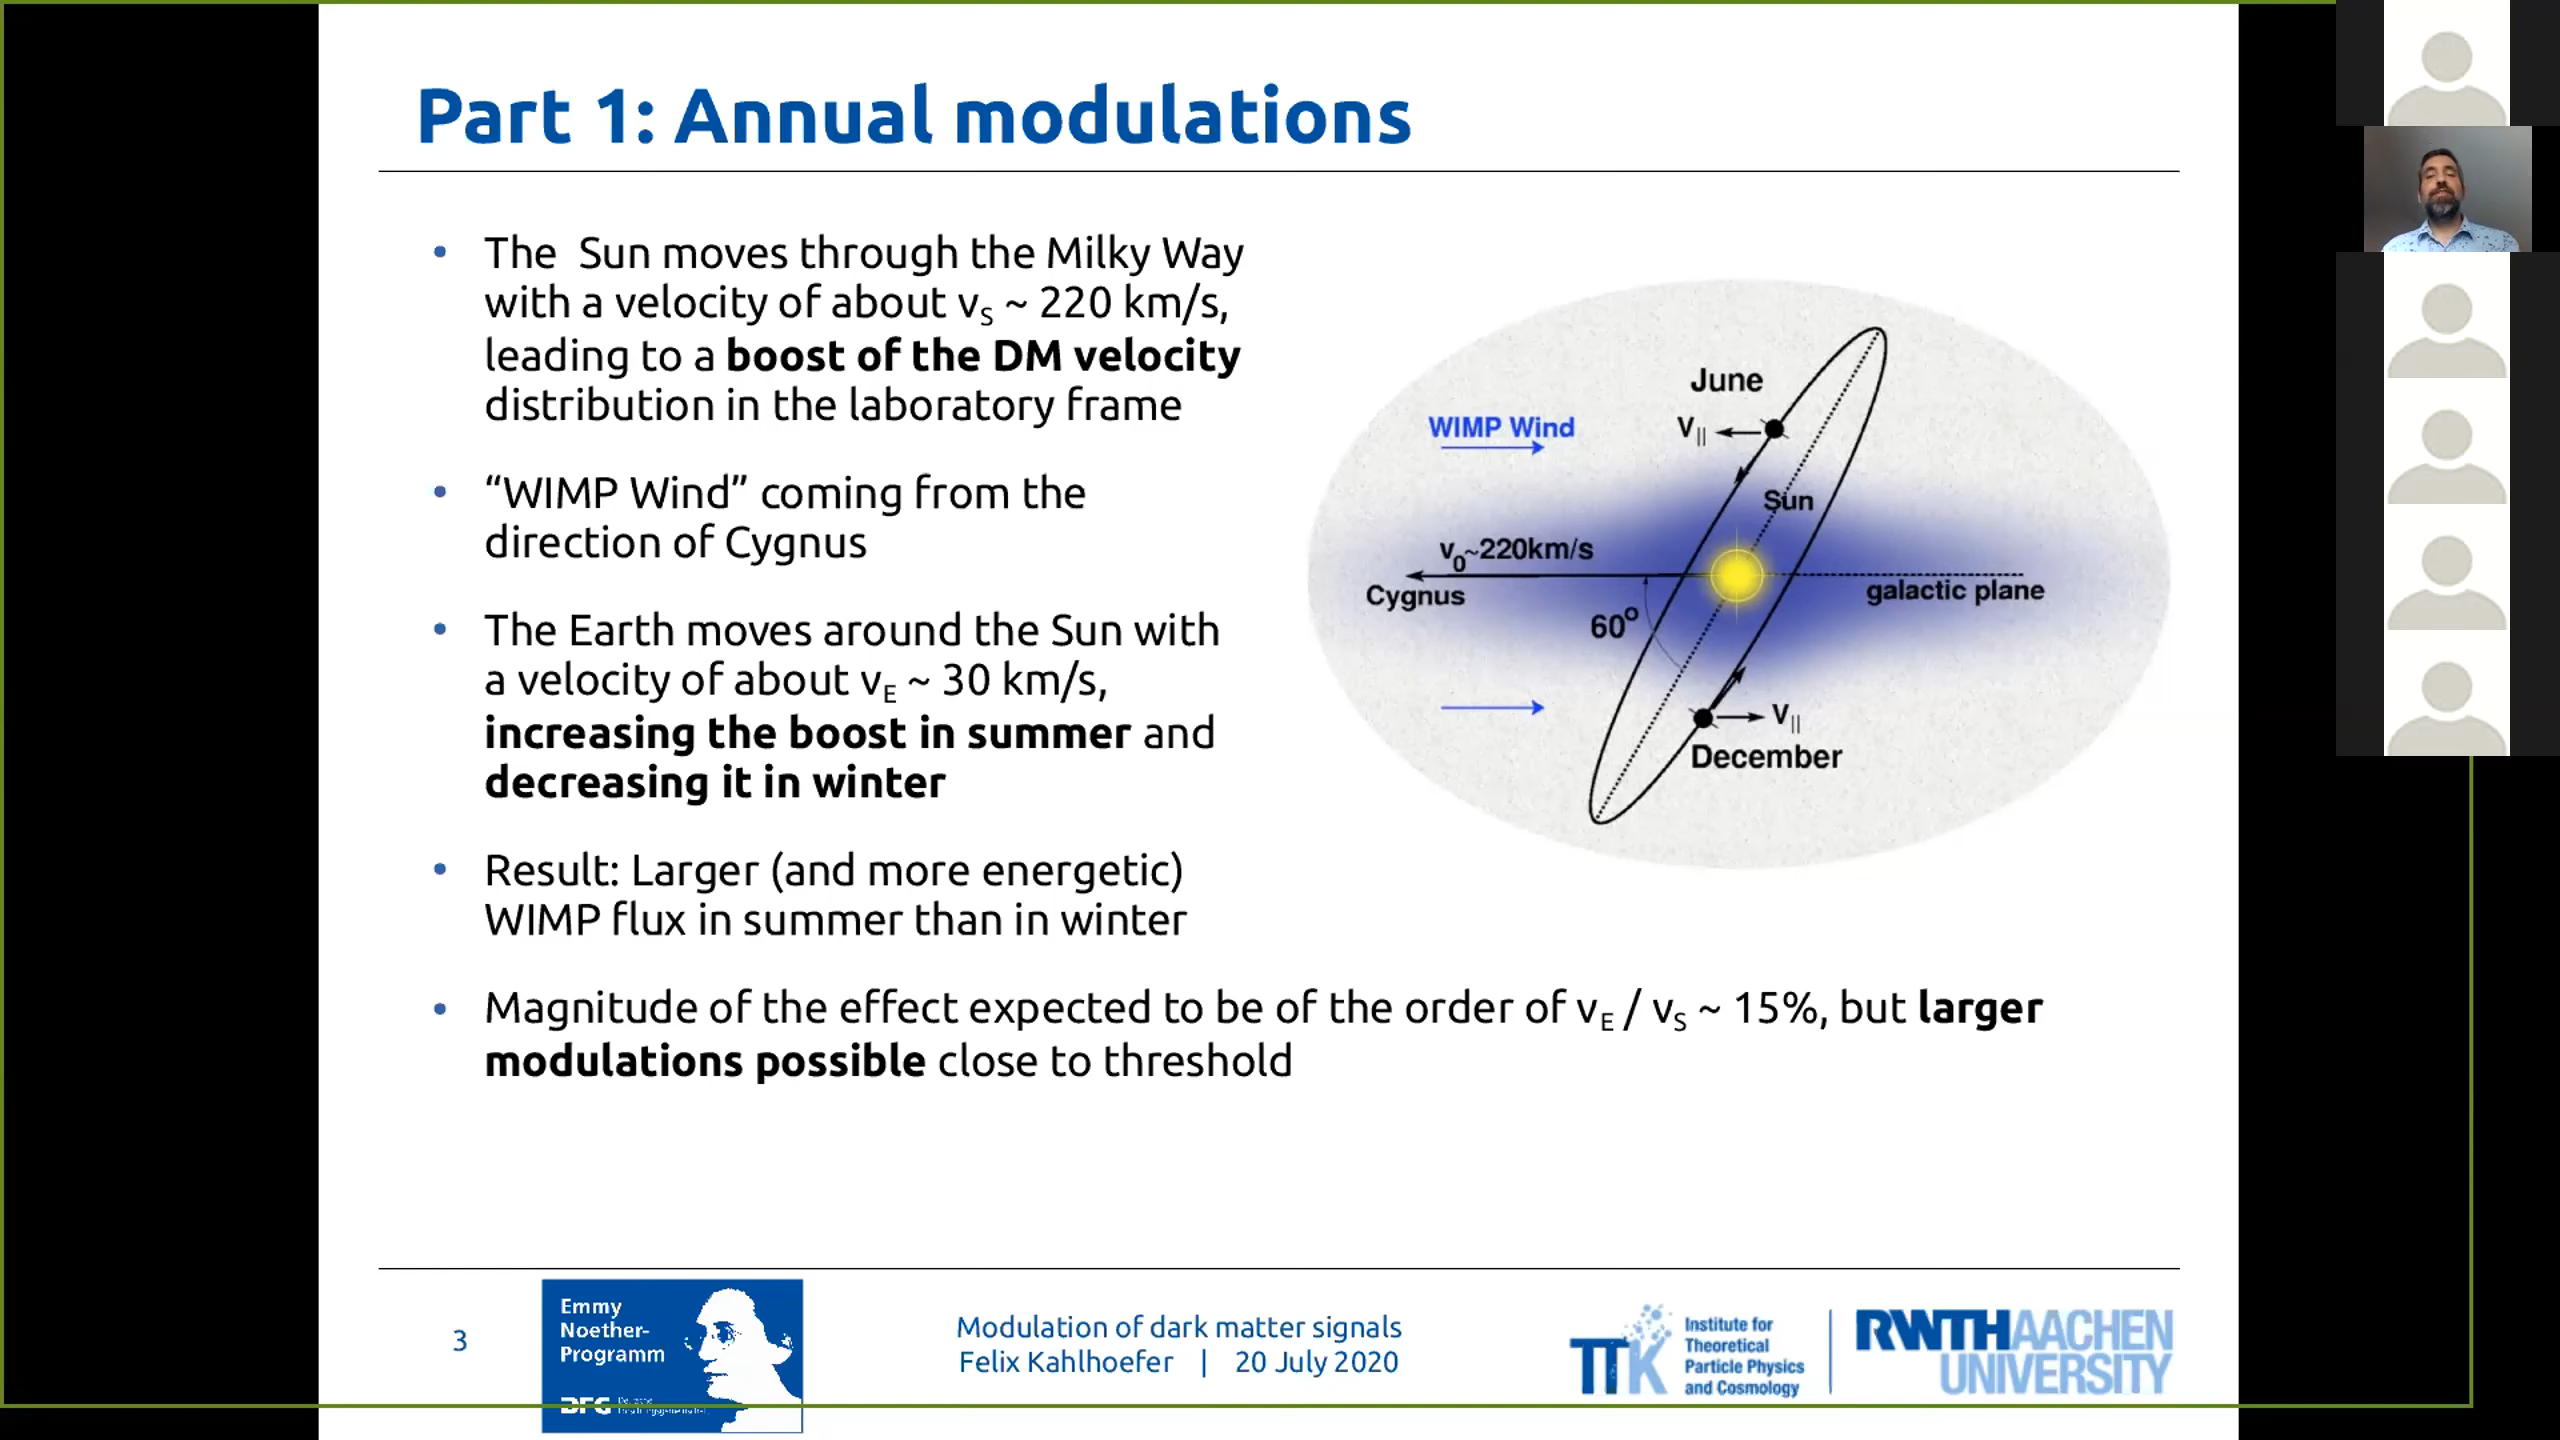 Part 1: Annual modulations
• The  Sun moves through the Milky Way
with a velocity of about vS ~ 220 km/s,
leading to a boost of the DM velocity
distribution in the laboratory frame
• “WIMP Wind” coming from the
direction of Cygnus
• The Earth moves around the Sun with
a velocity of about vE ~ 30 km/s,
increasing the boost in summer and
decreasing it in winter
• Result: Larger (and more energetic)
WIMP flux in summer than in winter
• Magnitude of the effect expected to be of the order of vE / vS ~ 15%, but larger
modulations possible close to threshold
June
WIMP Wind
V||
Sun
v0~220km/s
Cygnus
galactic plane
60°
V||
December
3
Emmy
Noether-
Programm
DFG
Modulation of dark matter signals
Felix Kahlhoefer | 20 July 2020
TTK
Institute for
Theoretical
Particle Physics
and Cosmology
RWTH AACHEN
UNIVERSITY